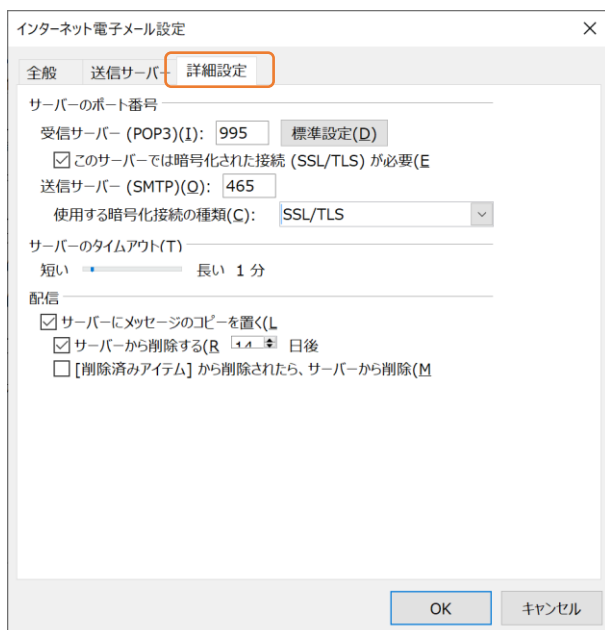 インターネット電子メール設定
全般 送信サーバー 詳細設定
サーバーのポート番号
受信サーバー (POP3)(I): 995 標準設定(D)
このサーバーでは暗号化された接続 (SSL/TLS) が必要(E
送信サーバー (SMTP)(O): 465
使用する暗号化接続の種類(C): SSL/TLS
サーバーのタイムアウト(T)
短い 長い 1 分
配信
サーバーにメッセージのコピーを置く(L
サーバーから削除する(R 14 日後
[削除済みアイテム] から削除されたら、サーバーから削除(M
OK キャンセル